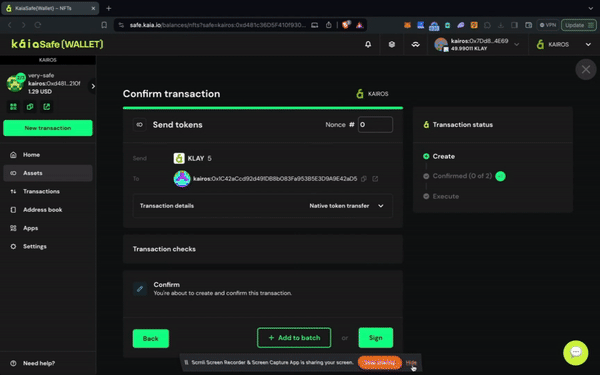 KaiaSafe{Wallet} – NFTs
safe.kaia.io/balances/nfts?safe=kairos:0xd481c36D5F410f930...
VPN
Update
kaiaSafe{WALLET}
kairos:0x7Dd8...4E69
49.99011 KLAY
KAIROS
KAIROS
2/2
very-safe
kairos:0xd481...210f
1.29 USD
New transaction
Home
Assets
Transactions
Address book
Apps
Settings
Need help?
Confirm transaction
KAIROS
Send tokens
Nonce # 0
Send
KLAY 5
To
kairos:0x1C42aCcd92d491DB8b083Fa953B5E3D9A9E42aD5
Transaction details
Native token transfer
Transaction checks
Confirm
You're about to create and confirm this transaction.
Back
+ Add to batch
or
Sign
Transaction status
Create
Confirmed (0 of 2)
Execute
Scrnli Screen Recorder & Screen Capture App is sharing your screen.
Stop sharing
Hide